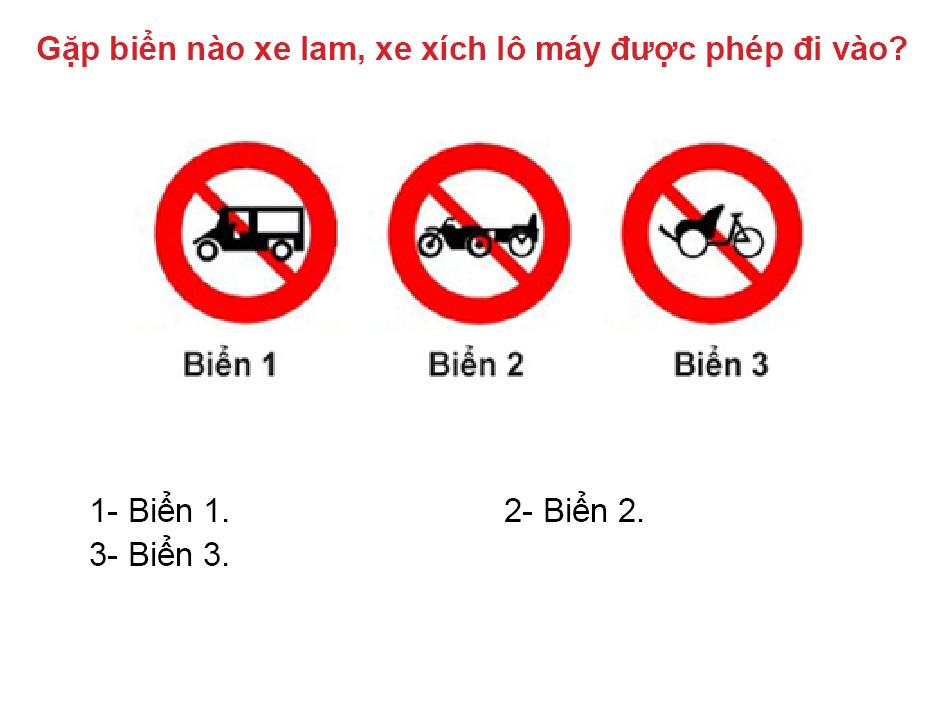 Gặp biển nào xe lam, xe xích lô máy được phép đi vào?
Biển 1 Biển 2 Biển 3
1- Biển 1. 2- Biển 2.
3- Biển 3.